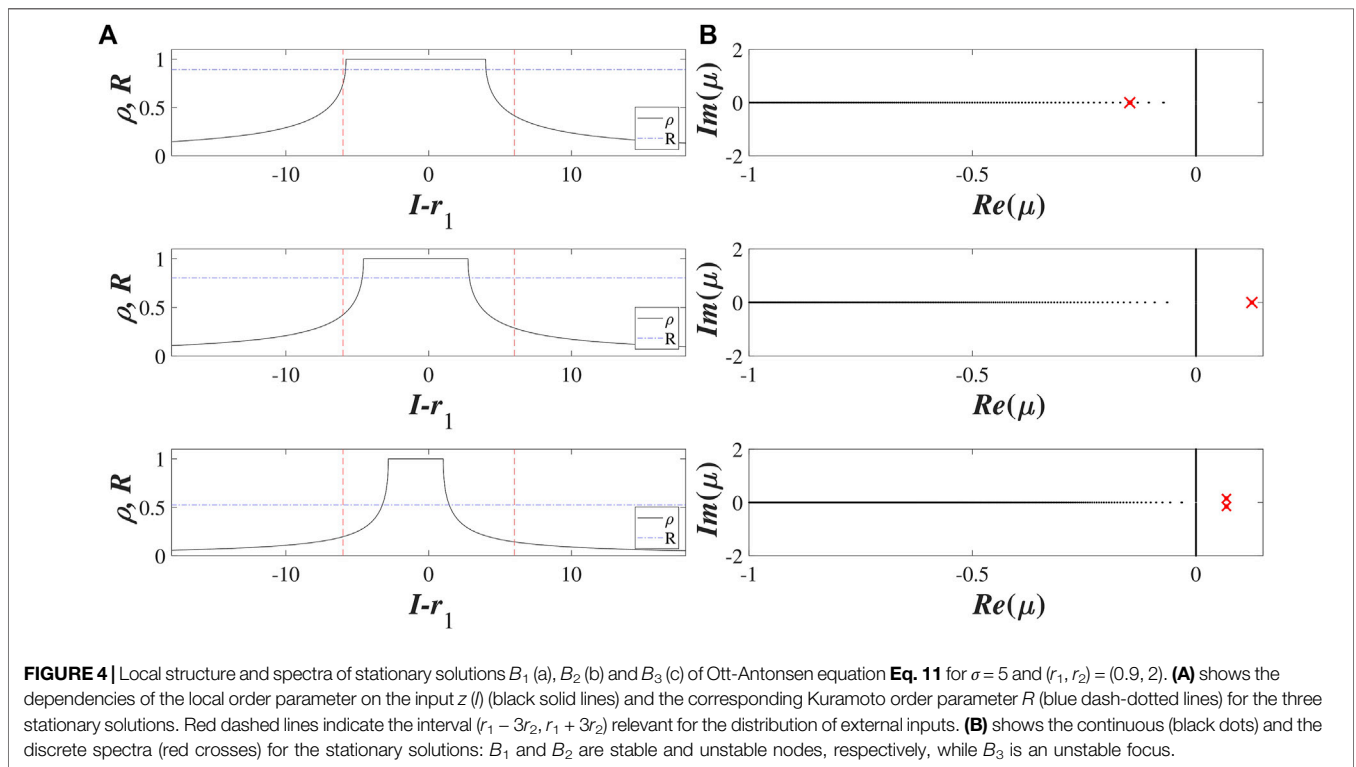 A
B
ρ, R
1
0.5
0
-10
0
10
I-r₁
ρ
R
Im(μ)
2
0
-2
-1
-0.5
0
Re(μ)
ρ, R
1
0.5
0
-10
0
10
I-r₁
ρ
R
Im(μ)
2
0
-2
-1
-0.5
0
Re(μ)
ρ, R
1
0.5
0
-10
0
10
I-r₁
ρ
R
Im(μ)
2
0
-2
-1
-0.5
0
Re(μ)
FIGURE 4 | Local structure and spectra of stationary solutions B₁ (a), B₂ (b) and B₃ (c) of Ott-Antonsen equation Eq. 11 for σ = 5 and (r₁, r₂) = (0.9, 2). (A) shows the
dependencies of the local order parameter on the input z (I) (black solid lines) and the corresponding Kuramoto order parameter R (blue dash-dotted lines) for the three
stationary solutions. Red dashed lines indicate the interval (r₁ − 3r₂, r₁ + 3r₂) relevant for the distribution of external inputs. (B) shows the continuous (black dots) and the
discrete spectra (red crosses) for the stationary solutions: B₁ and B₂ are stable and unstable nodes, respectively, while B₃ is an unstable focus.